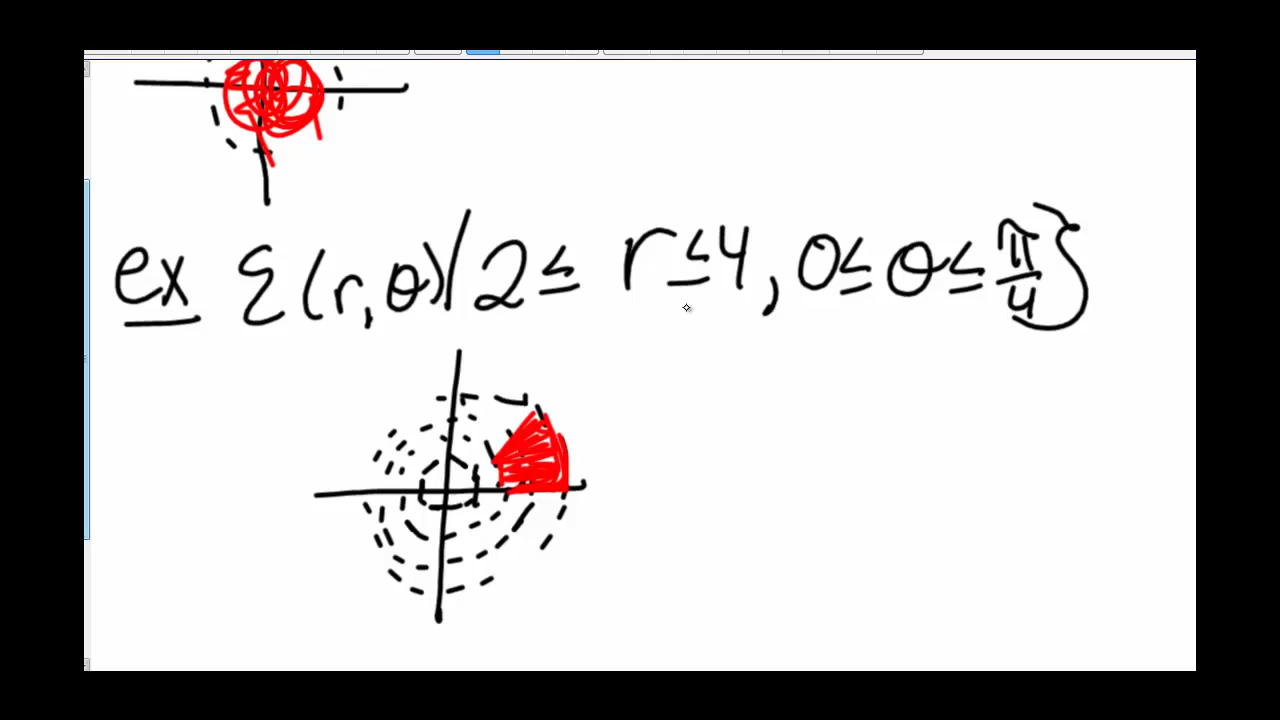 ex {(r, θ) / 2 ≤ r ≤ 4, 0 ≤ θ ≤ π/4}